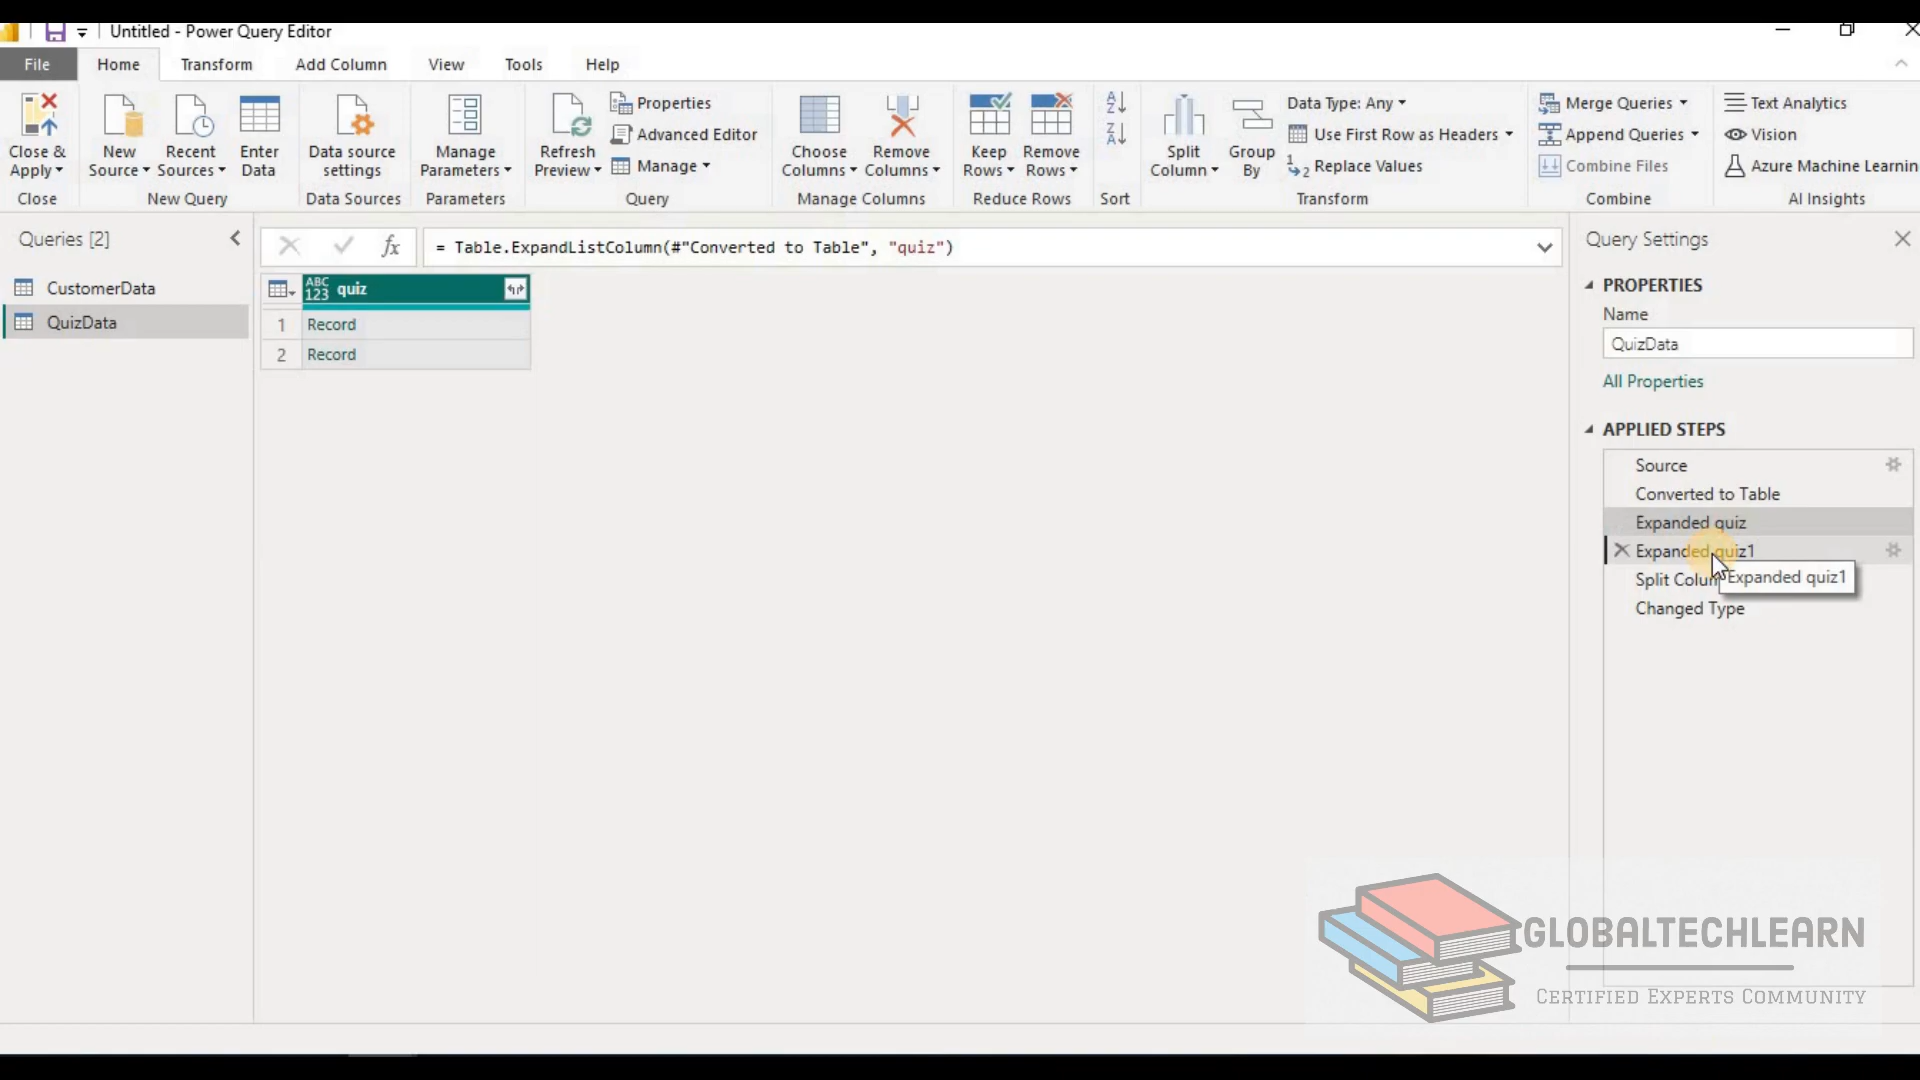 Untitled - Power Query Editor
File Home Transform Add Column View Tools Help
Close & Apply
New Source
Recent Sources
Enter Data
Data source settings
Manage Parameters
Refresh Preview
Properties
Advanced Editor
Manage
Choose Columns
Remove Columns
Keep Rows
Remove Rows
Split Column
Group By
Data Type: Any
Use First Row as Headers
Replace Values
Merge Queries
Append Queries
Combine Files
Text Analytics
Vision
Azure Machine Learnin
Close New Query Data Sources Parameters Query Manage Columns Reduce Rows Sort Transform Combine AI Insights
Queries [2]
CustomerData
QuizData
fx = Table.ExpandListColumn(#"Converted to Table", "quiz")
ABC 123 quiz
1 Record
2 Record
Query Settings
PROPERTIES
Name
QuizData
All Properties
APPLIED STEPS
Source
Converted to Table
Expanded quiz
Expanded quiz1
Expanded quiz1
Split Colum
Changed Type
GLOBALTECHLEARN
CERTIFIED EXPERTS COMMUNITY